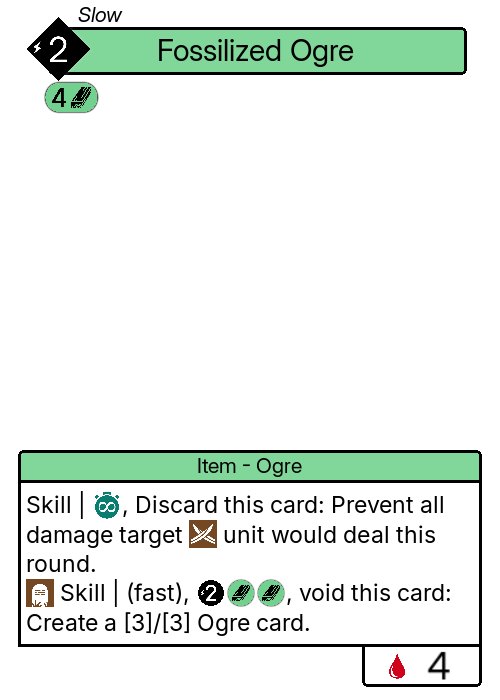 Slow
2
Fossilized Ogre
4
Item - Ogre
Skill | , Discard this card: Prevent all
damage target unit would deal this
round.
Skill | (fast), 2 , void this card:
Create a [3]/[3] Ogre card.
4